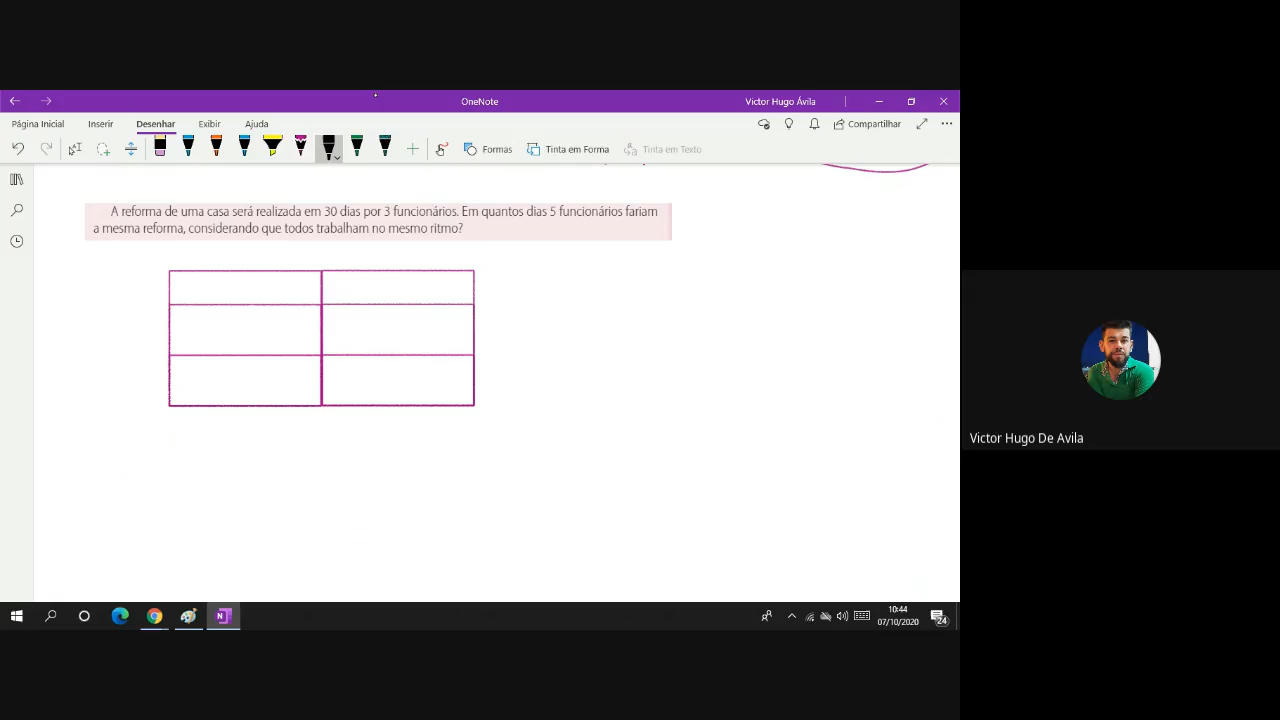 OneNote
Victor Hugo Ávila
Página Inicial
Inserir
Desenhar
Exibir
Ajuda
Compartilhar
Formas
Tinta em Forma
Tinta em Texto
A reforma de uma casa será realizada em 30 dias por 3 funcionários. Em quantos dias 5 funcionários fariam
a mesma reforma, considerando que todos trabalham no mesmo ritmo?
Victor Hugo De Avila
10:44
07/10/2020
24